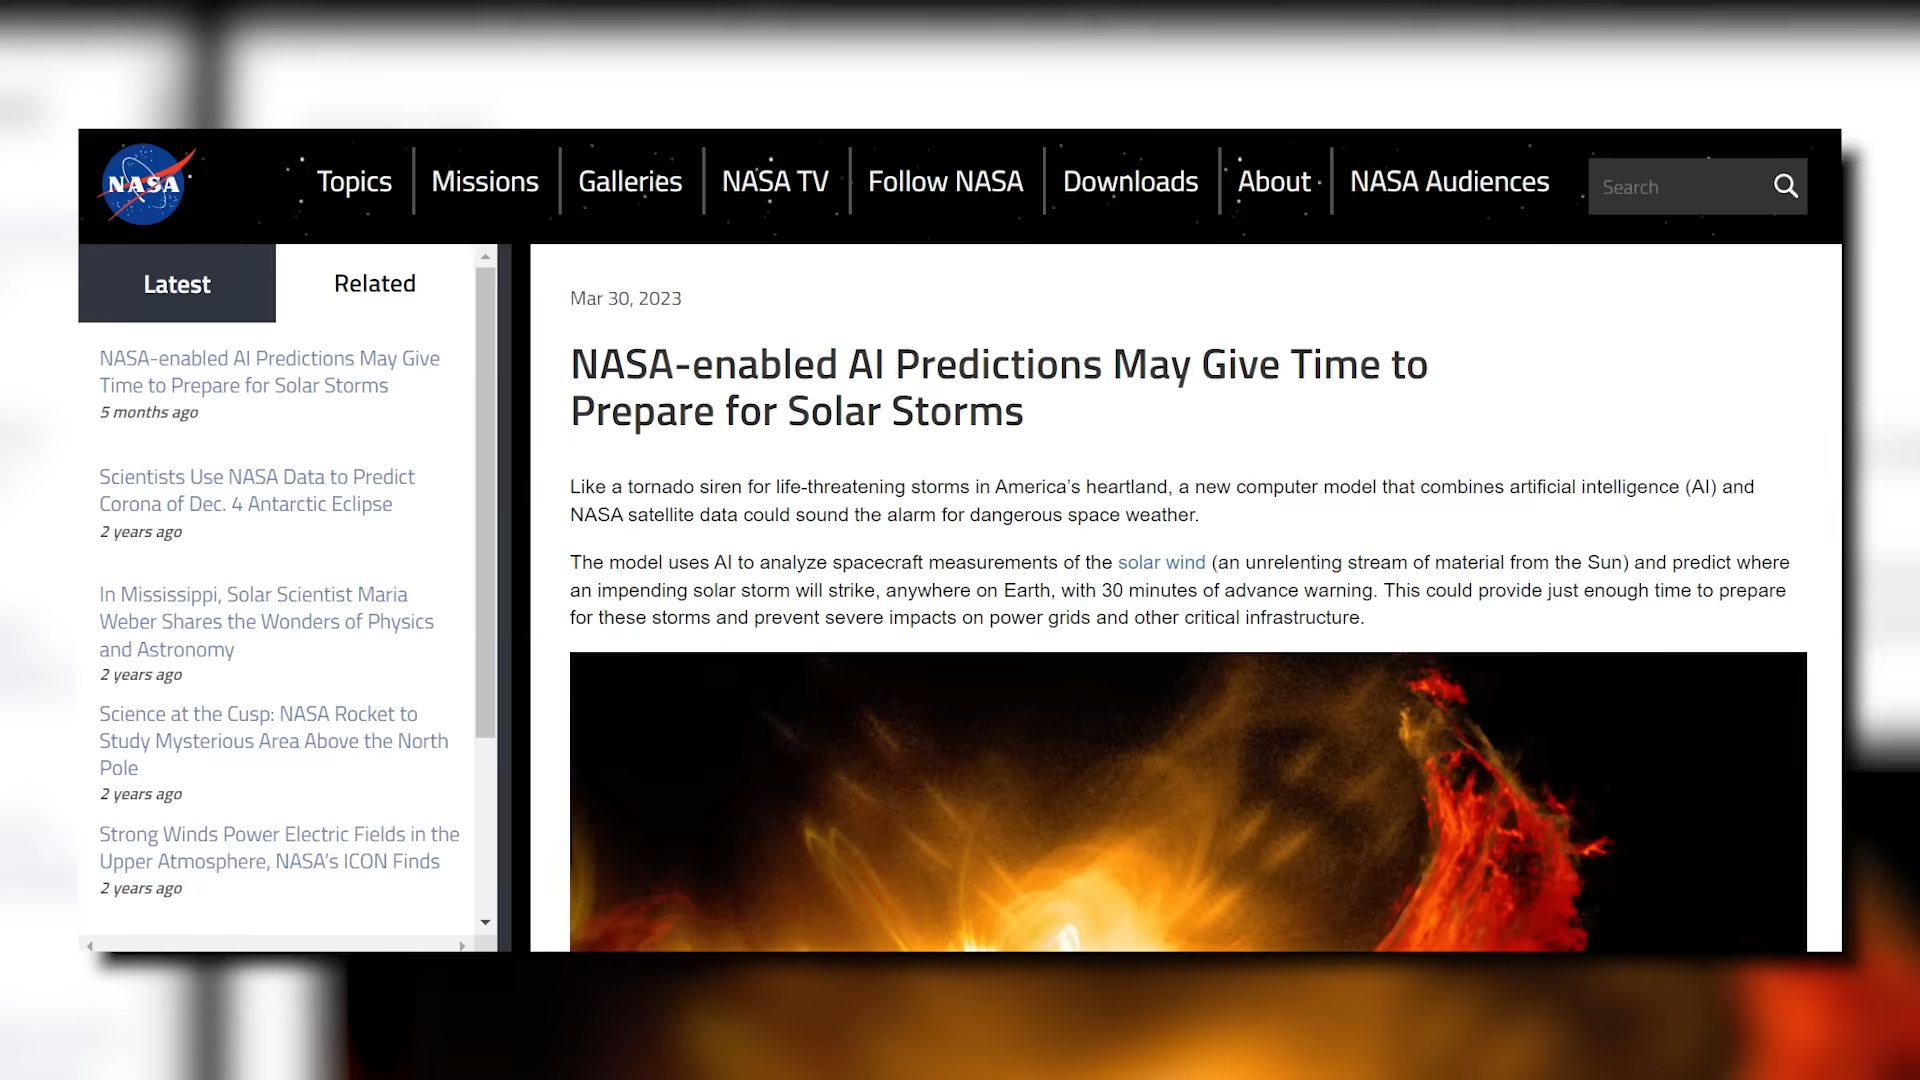 NASA
Topics
Missions
Galleries
NASA TV
Follow NASA
Downloads
About
NASA Audiences
Search
Latest
Related
NASA-enabled AI Predictions May Give
Time to Prepare for Solar Storms
5 months ago
Scientists Use NASA Data to Predict
Corona of Dec. 4 Antarctic Eclipse
2 years ago
In Mississippi, Solar Scientist Maria
Weber Shares the Wonders of Physics
and Astronomy
2 years ago
Science at the Cusp: NASA Rocket to
Study Mysterious Area Above the North
Pole
2 years ago
Strong Winds Power Electric Fields in the
Upper Atmosphere, NASA’s ICON Finds
2 years ago
Mar 30, 2023
NASA-enabled AI Predictions May Give Time to
Prepare for Solar Storms
Like a tornado siren for life-threatening storms in America’s heartland, a new computer model that combines artificial intelligence (AI) and
NASA satellite data could sound the alarm for dangerous space weather.
The model uses AI to analyze spacecraft measurements of the solar wind (an unrelenting stream of material from the Sun) and predict where
an impending solar storm will strike, anywhere on Earth, with 30 minutes of advance warning. This could provide just enough time to prepare
for these storms and prevent severe impacts on power grids and other critical infrastructure.